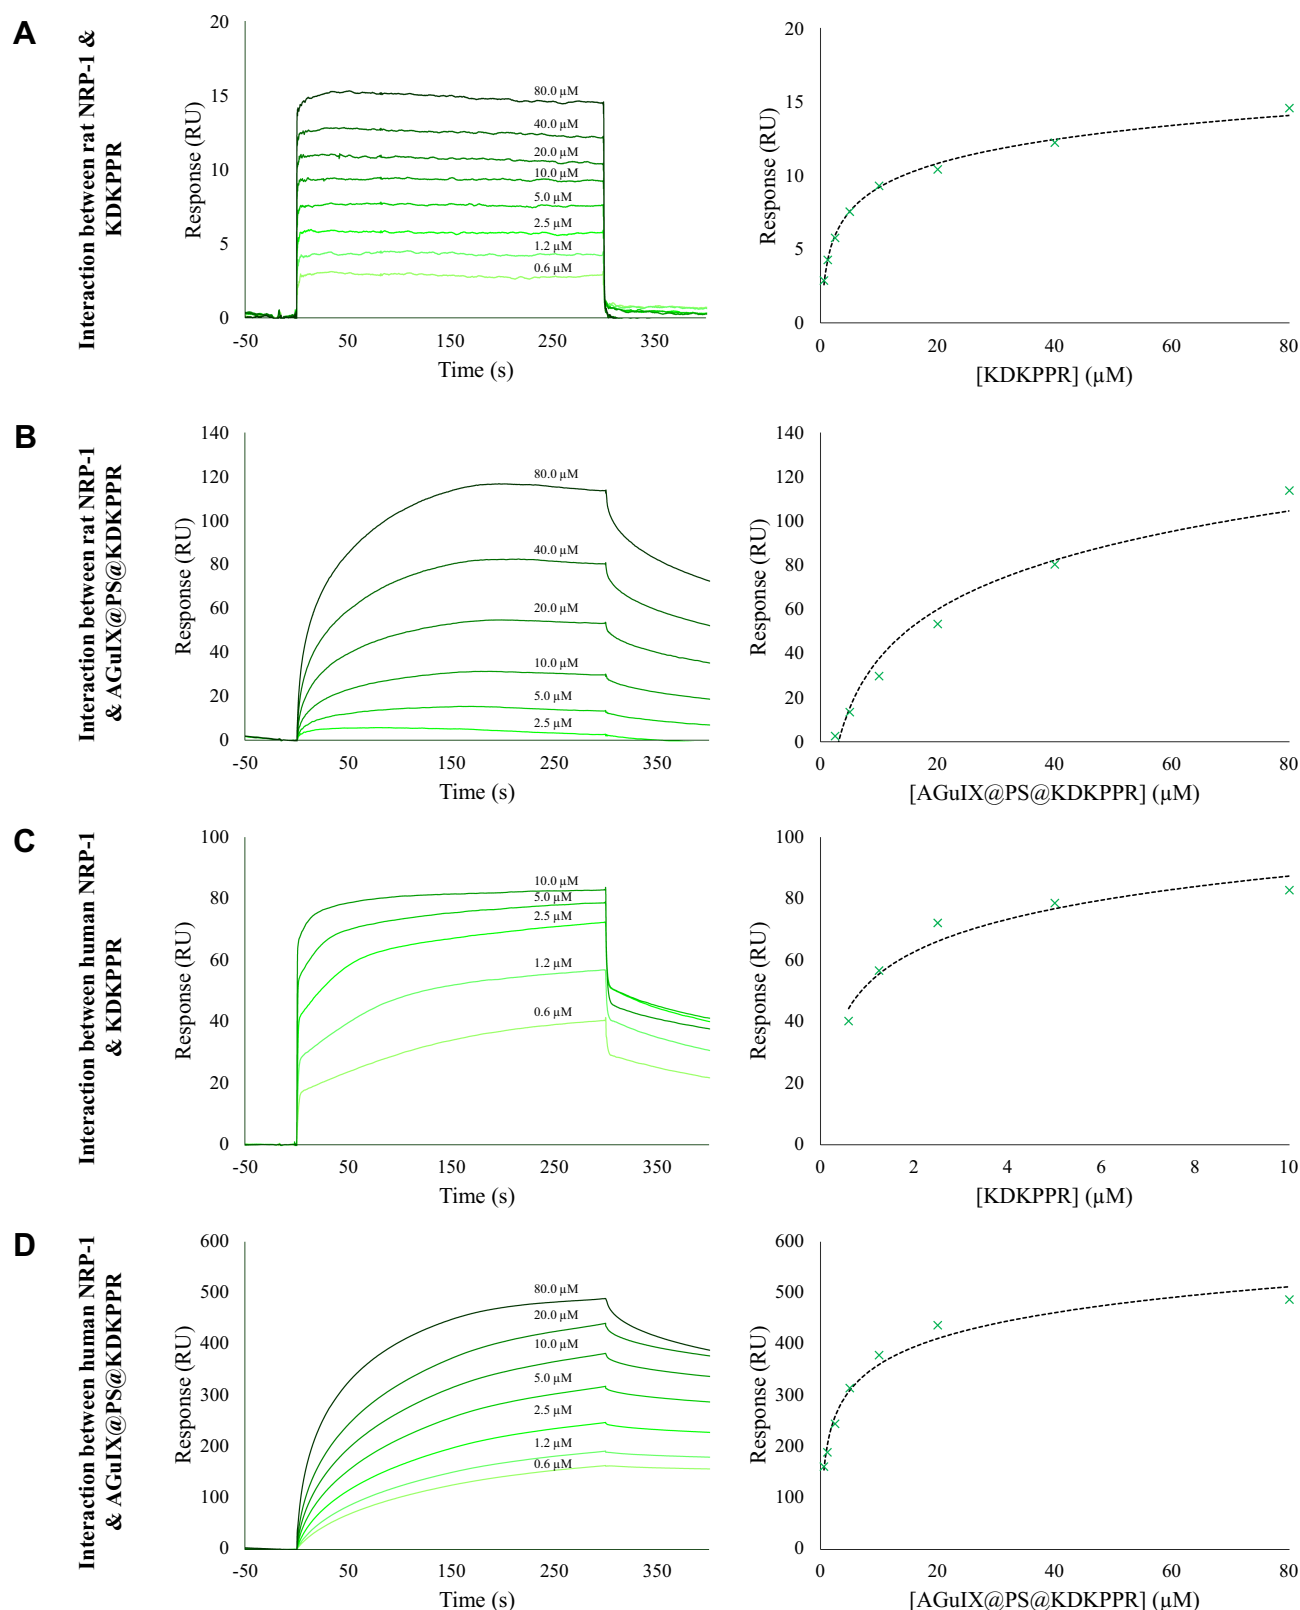 A
Interaction between rat NRP-1 &
KDKPPR
Response (RU)
20
15
10
5
0
80.0 µM
40.0 µM
20.0 µM
10.0 µM
5.0 µM
2.5 µM
1.2 µM
0.6 µM
-50
50
150
250
350
Time (s)
Response (RU)
20
15
10
5
0
0
20
40
60
80
[KDKPPR] (µM)
B
Interaction between rat NRP-1
& AGuIX@PS@KDKPPR
Response (RU)
140
120
100
80
60
40
20
0
80.0 µM
40.0 µM
20.0 µM
10.0 µM
5.0 µM
2.5 µM
-50
50
150
250
350
Time (s)
Response (RU)
140
120
100
80
60
40
20
0
0
20
40
60
80
[AGuIX@PS@KDKPPR] (µM)
C
Interaction between human NRP-1
& KDKPPR
Response (RU)
100
80
60
40
20
0
10.0 µM
5.0 µM
2.5 µM
1.2 µM
0.6 µM
-50
50
150
250
350
Time (s)
Response (RU)
100
80
60
40
20
0
0
2
4
6
8
10
[KDKPPR] (µM)
D
Interaction between human NRP-1
& AGuIX@PS@KDKPPR
Response (RU)
600
500
400
300
200
100
0
80.0 µM
20.0 µM
10.0 µM
5.0 µM
2.5 µM
1.2 µM
0.6 µM
-50
50
150
250
350
Time (s)
Response (RU)
600
500
400
300
200
100
0
0
20
40
60
80
[AGuIX@PS@KDKPPR] (µM)